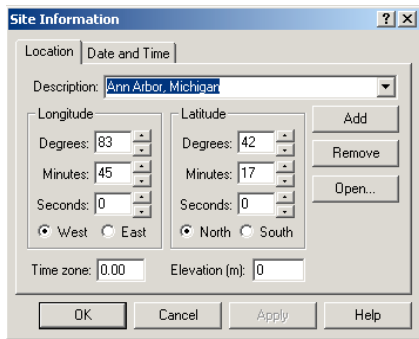 Site Information
Location Date and Time
Description: Ann Arbor, Michigan
Longitude Latitude Add
Degrees: 83 Degrees: 42 Remove
Minutes: 45 Minutes: 17 Open...
Seconds: 0 Seconds: 0
West East North South
Time zone: 0.00 Elevation (m): 0
OK Cancel Apply Help